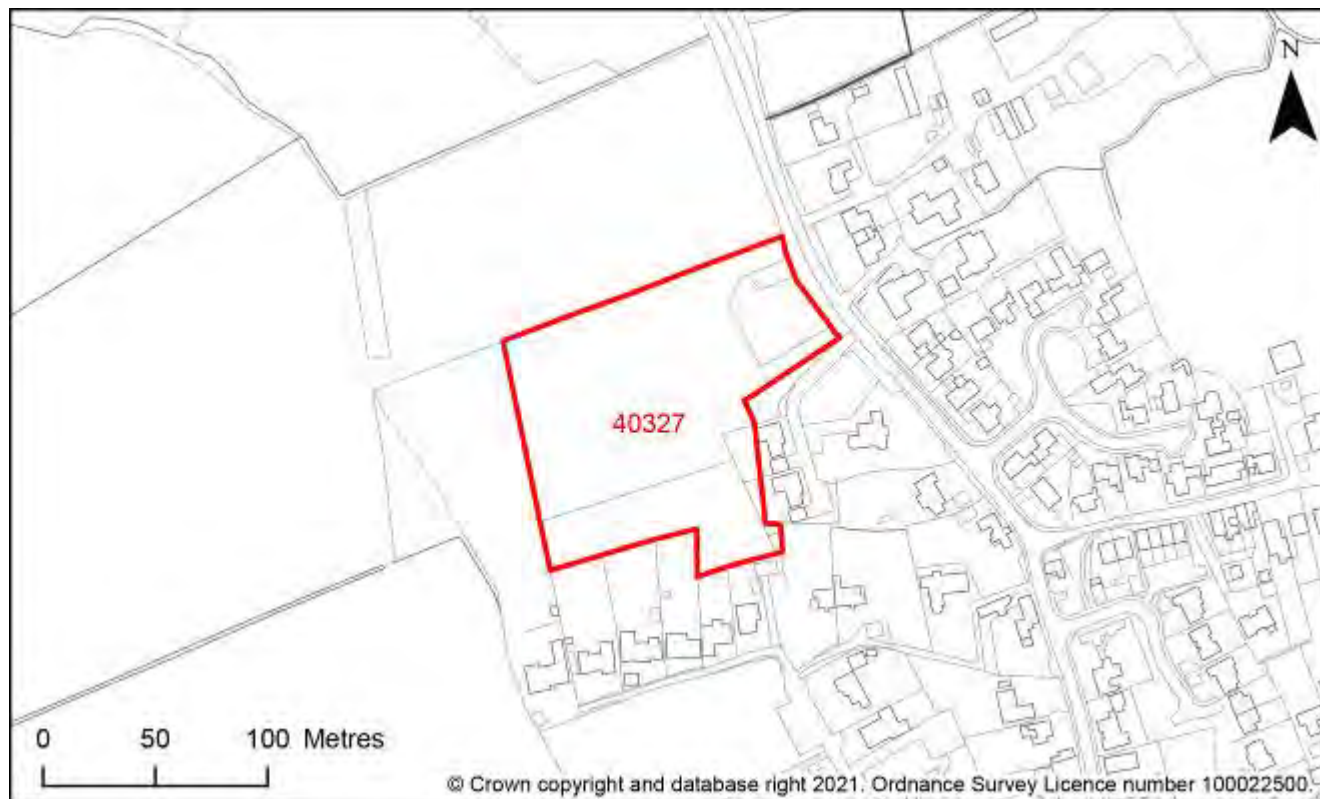 N
40327
0 50 100 Metres
© Crown copyright and database right 2021. Ordnance Survey Licence number 100022500.